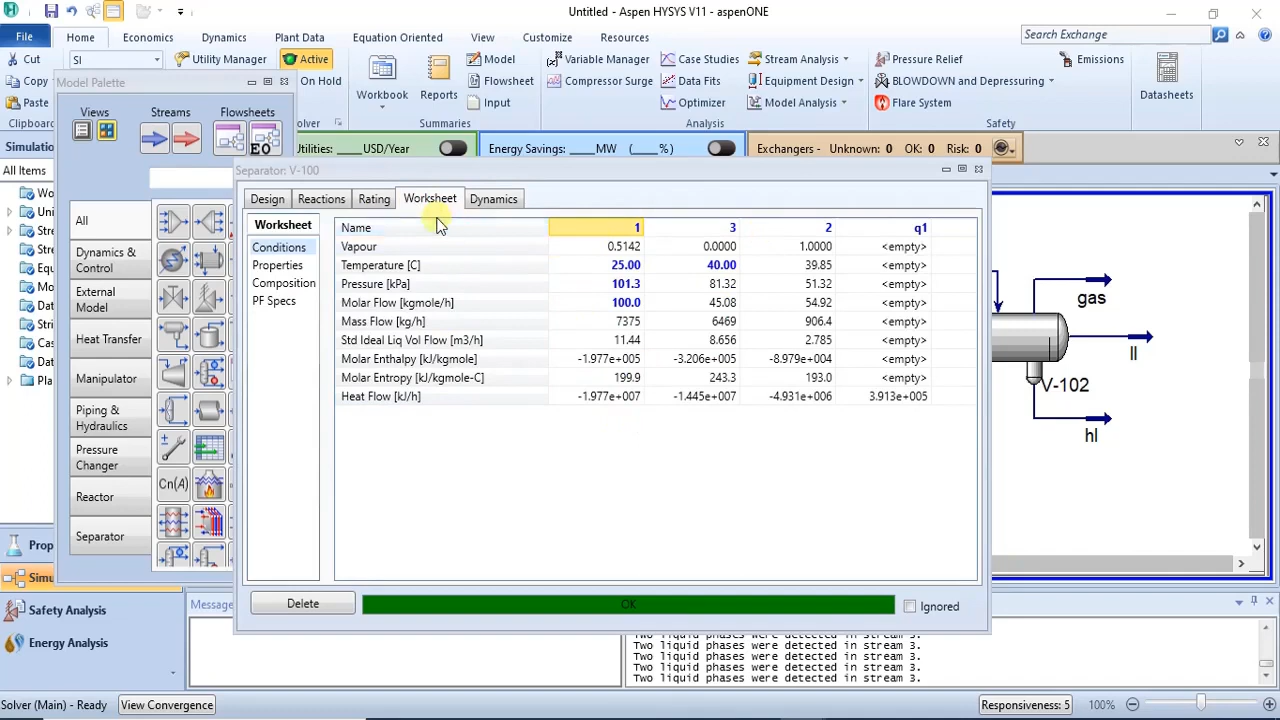 Untitled - Aspen HYSYS V11 - aspenONE
File
Home
Economics
Dynamics
Plant Data
Equation Oriented
View
Customize
Resources
Search Exchange
Cut
SI
Utility Manager
Active
Model
Variable Manager
Case Studies
Stream Analysis
Pressure Relief
Emissions
Copy
On Hold
Flowsheet
Compressor Surge
Data Fits
Equipment Design
BLOWDOWN and Depressuring
Paste
Workbook
Reports
Input
Optimizer
Model Analysis
Flare System
Datasheets
Clipboard
Summaries
Analysis
Safety
Model Palette
Views
Streams
Flowsheets
EO
All
Dynamics &
Control
External
Model
Heat Transfer
Manipulator
Piping &
Hydraulics
Pressure
Changer
Reactor
Separator
Cn(A)
All Items
____USD/Year
Energy Savings: ____MW (____%)
Exchangers - Unknown: 0 OK: 0 Risk: 0
Separator: V-100
Design
Reactions
Rating
Worksheet
Dynamics
Worksheet
Conditions
Properties
Composition
PF Specs
Name 1 3 2 q1
Vapour 0.5142 0.0000 1.0000 <empty>
Temperature [C] 25.00 40.00 39.85 <empty>
Pressure [kPa] 101.3 81.32 51.32 <empty>
Molar Flow [kgmole/h] 100.0 45.08 54.92 <empty>
Mass Flow [kg/h] 7375 6469 906.4 <empty>
Std Ideal Liq Vol Flow [m3/h] 11.44 8.656 2.785 <empty>
Molar Enthalpy [kJ/kgmole] -1.977e+005 -3.206e+005 -8.979e+004 <empty>
Molar Entropy [kJ/kgmole-C] 199.9 243.3 193.0 <empty>
Heat Flow [kJ/h] -1.977e+007 -1.445e+007 -4.931e+006 3.913e+005
Delete
OK
Ignored
gas
ll
V-102
hl
Safety Analysis
Energy Analysis
Two liquid phases were detected in stream 3.
Two liquid phases were detected in stream 3.
Two liquid phases were detected in stream 3.
Two liquid phases were detected in stream 3.
Solver (Main) - Ready
View Convergence
Responsiveness: 5
100%